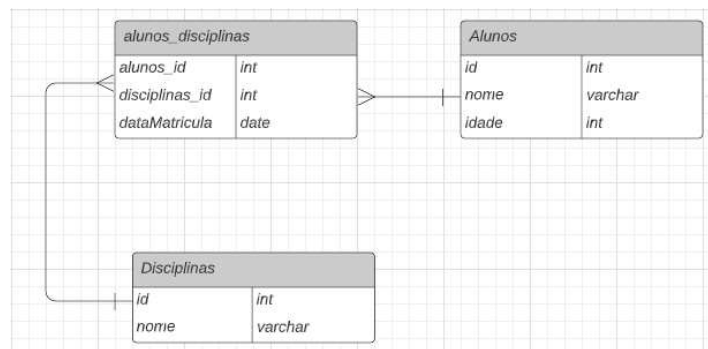 alunos_disciplinas
alunos_id int
disciplinas_id int
dataMatricula date
Alunos
id int
nome varchar
idade int
Disciplinas
id int
nome varchar